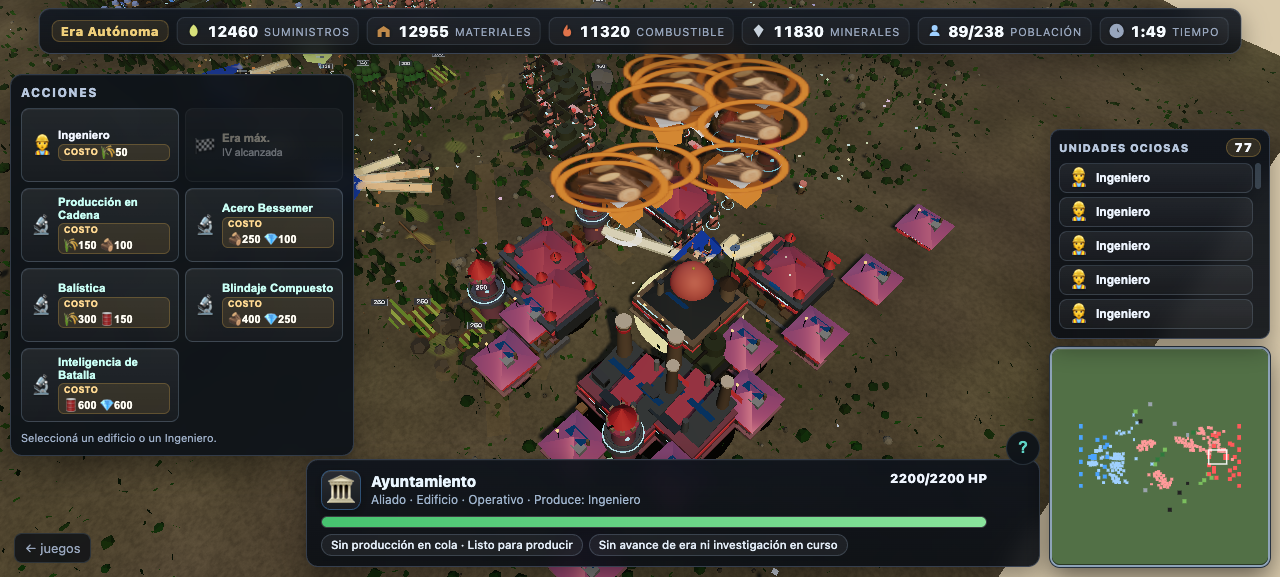 Era Autónoma
12460 SUMINISTROS
12955 MATERIALES
11320 COMBUSTIBLE
11830 MINERALES
89/238 POBLACIÓN
1:49 TIEMPO
ACCIONES
Ingeniero
COSTO 50
Era máx.
IV alcanzada
Producción en
Cadena
COSTO
150 100
Acero Bessemer
COSTO
250 100
Balística
COSTO
300 150
Blindaje Compuesto
COSTO
400 250
Inteligencia de
Batalla
COSTO
600 600
Seleccioná un edificio o un Ingeniero.
250
250
250
250
UNIDADES OCIOSAS 77
Ingeniero
Ingeniero
Ingeniero
Ingeniero
Ingeniero
?
Ayuntamiento
2200/2200 HP
Aliado · Edificio · Operativo · Produce: Ingeniero
Sin producción en cola · Listo para producir
Sin avance de era ni investigación en curso
← juegos